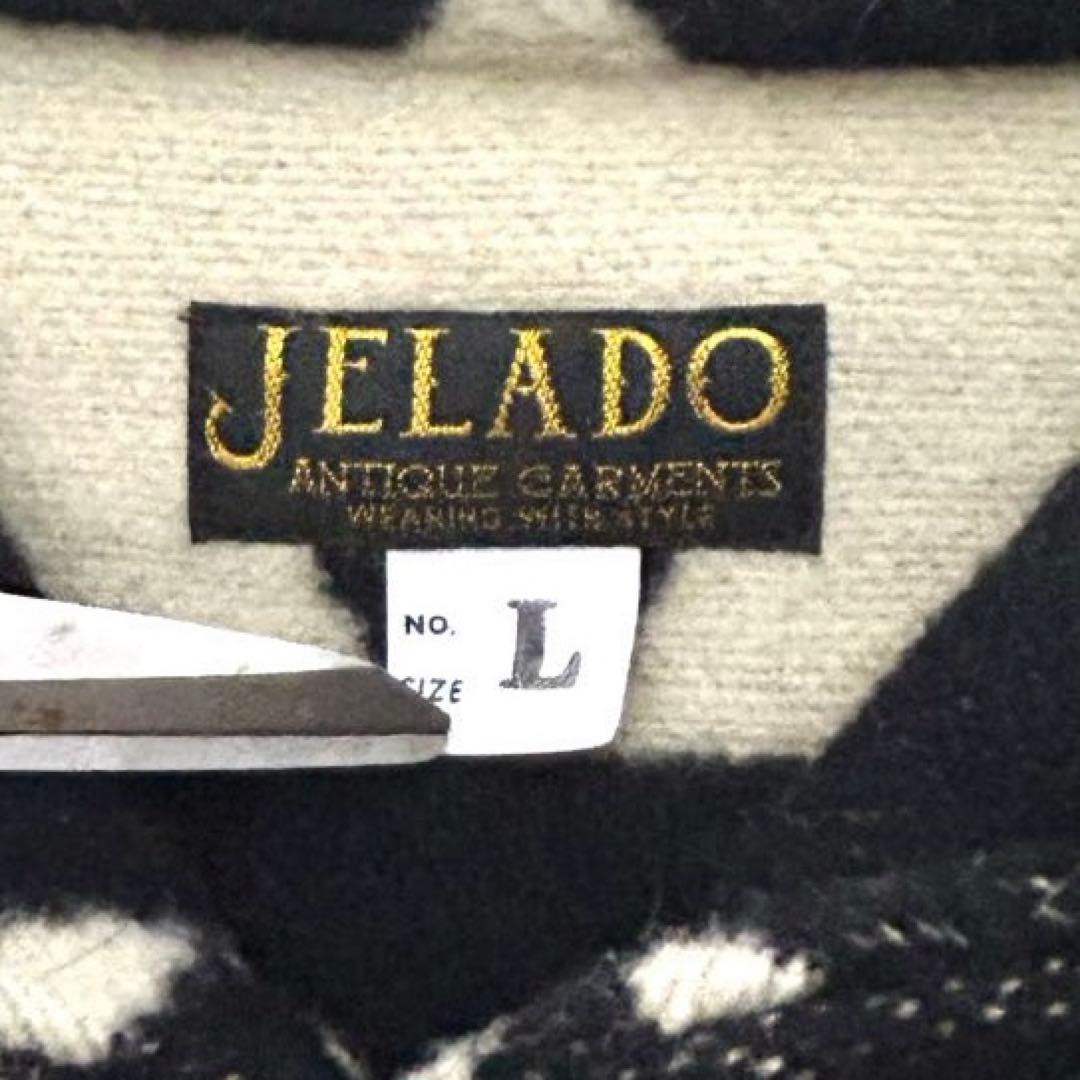 JELADO
ANTIQUE GARMENTS
WEARING WITH STYLE
NO. L
SIZE